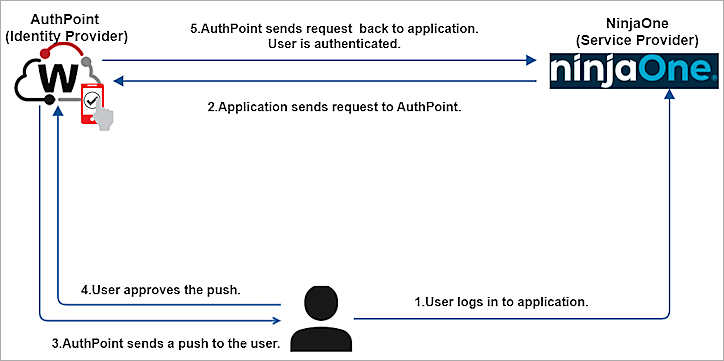 AuthPoint
(Identity Provider)
5.AuthPoint sends request back to application.
User is authenticated.
NinjaOne
(Service Provider)
W
ninjaOne
2.Application sends request to AuthPoint.
4.User approves the push.
1.User logs in to application.
3.AuthPoint sends a push to the user.